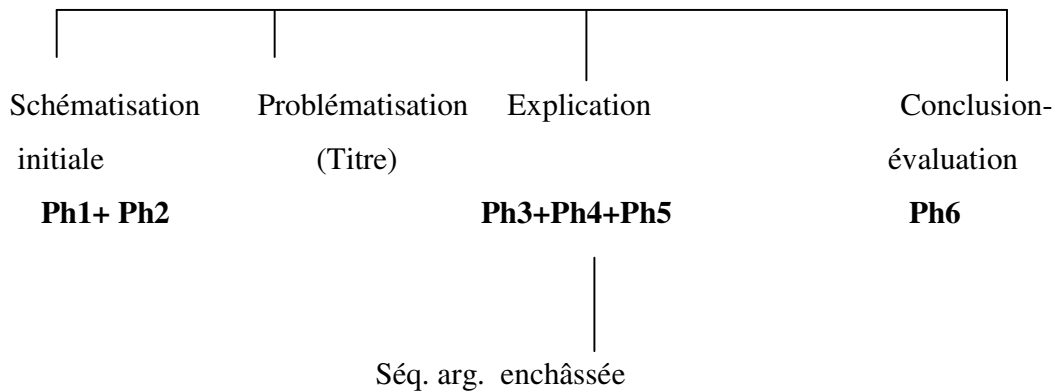 Schématisation Problématisation Explication Conclusion-
initiale (Titre) évaluation
Ph1+ Ph2 Ph3+Ph4+Ph5 Ph6
Séq. arg. enchâssée